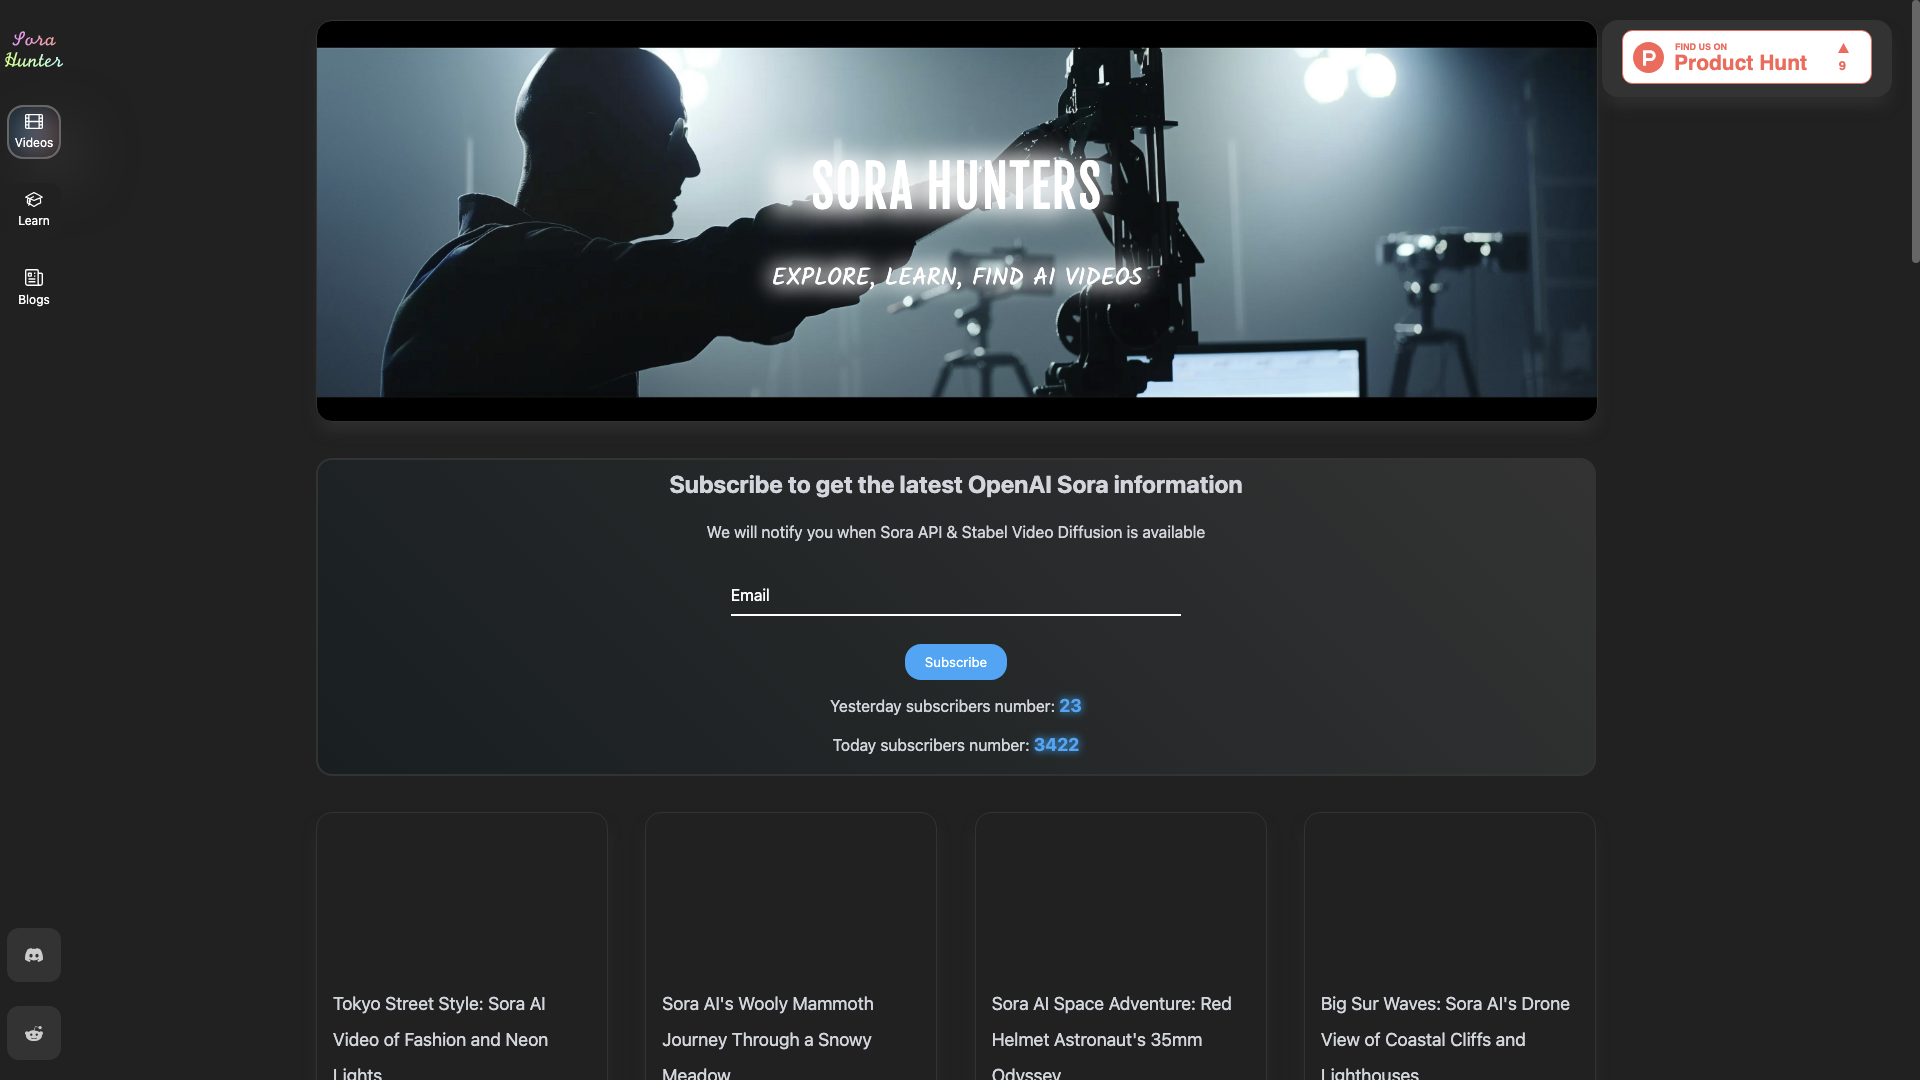 Sora
Hunter
Videos
Learn
Blogs
SORA HUNTERS
EXPLORE, LEARN, FIND AI VIDEOS
P
FIND US ON
Product Hunt
▲
9
Subscribe to get the latest OpenAI Sora information
We will notify you when Sora API & Stabel Video Diffusion is available
Email
Subscribe
Yesterday subscribers number: 23
Today subscribers number: 3422
Tokyo Street Style: Sora AI
Video of Fashion and Neon
Lights
Sora AI's Wooly Mammoth
Journey Through a Snowy
Meadow
Sora AI Space Adventure: Red
Helmet Astronaut's 35mm
Odyssey
Big Sur Waves: Sora AI's Drone
View of Coastal Cliffs and
Lighthouses